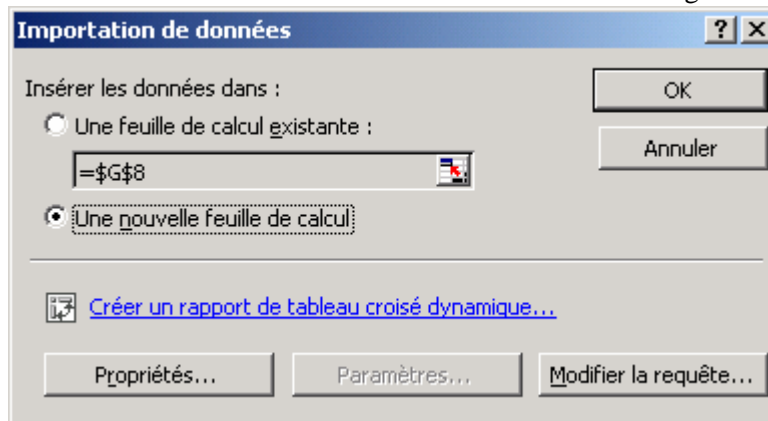 Importation de données
Insérer les données dans :
OK
Une feuille de calcul existante :
Annuler
=$G$8
Une nouvelle feuille de calcul
Créer un rapport de tableau croisé dynamique...
Propriétés...
Paramètres...
Modifier la requête...